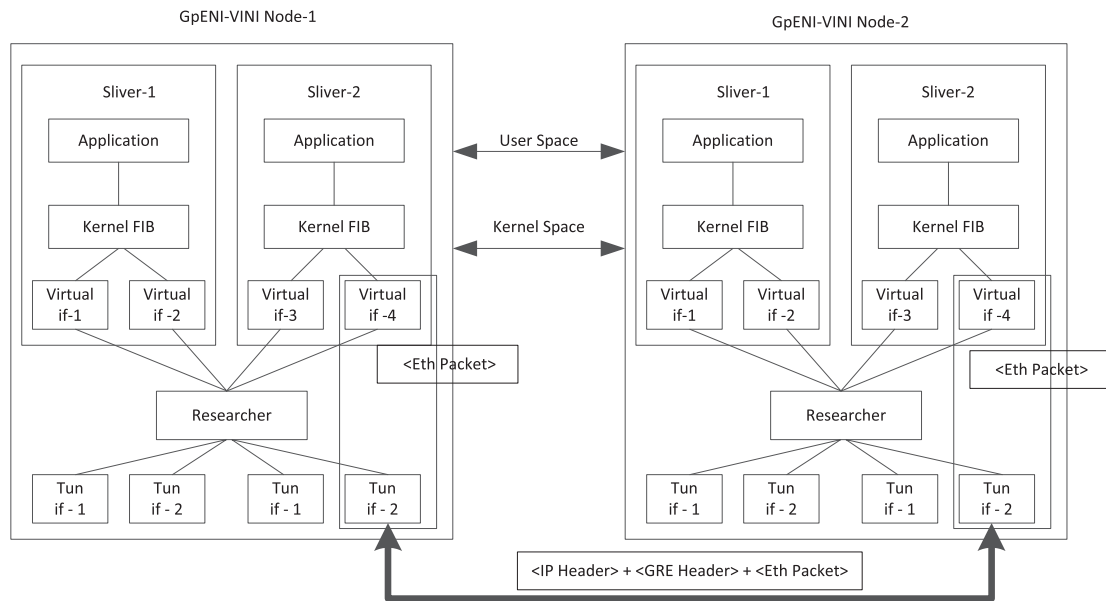 GpENI-VINI Node-1
Sliver-1
Sliver-2
Application
Application
Kernel FIB
Kernel FIB
Virtual
if-1
Virtual
if -2
Virtual
if-3
Virtual
if -4
<Eth Packet>
Researcher
Tun
if - 1
Tun
if - 2
Tun
if - 1
Tun
if - 2
User Space
Kernel Space
GpENI-VINI Node-2
Sliver-1
Sliver-2
Application
Application
Kernel FIB
Kernel FIB
Virtual
if-1
Virtual
if -2
Virtual
if-3
Virtual
if -4
<Eth Packet>
Researcher
Tun
if - 1
Tun
if - 2
Tun
if - 1
Tun
if - 2
<IP Header> + <GRE Header> + <Eth Packet>